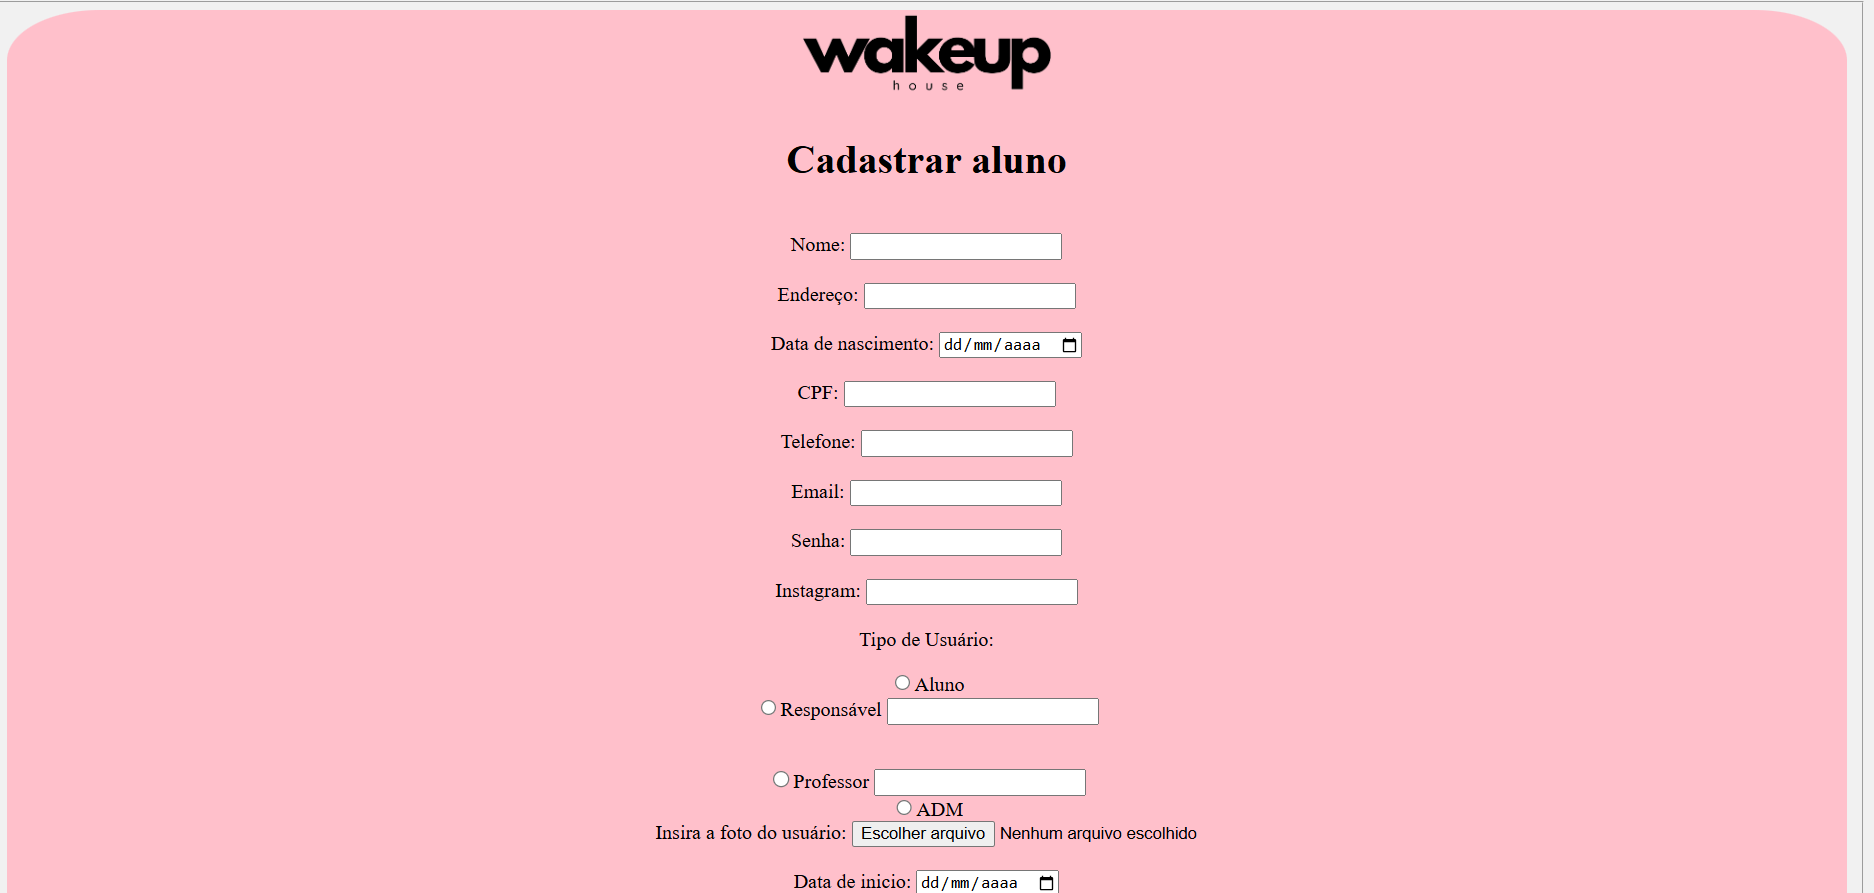 wakeup
house
Cadastrar aluno
Nome:
Endereço:
Data de nascimento: dd/mm/aaaa
CPF:
Telefone:
Email:
Senha:
Instagram:
Tipo de Usuário:
Aluno
Responsável
Professor
ADM
Insira a foto do usuário: Escolher arquivo Nenhum arquivo escolhido
Data de inicio: dd/mm/aaaa